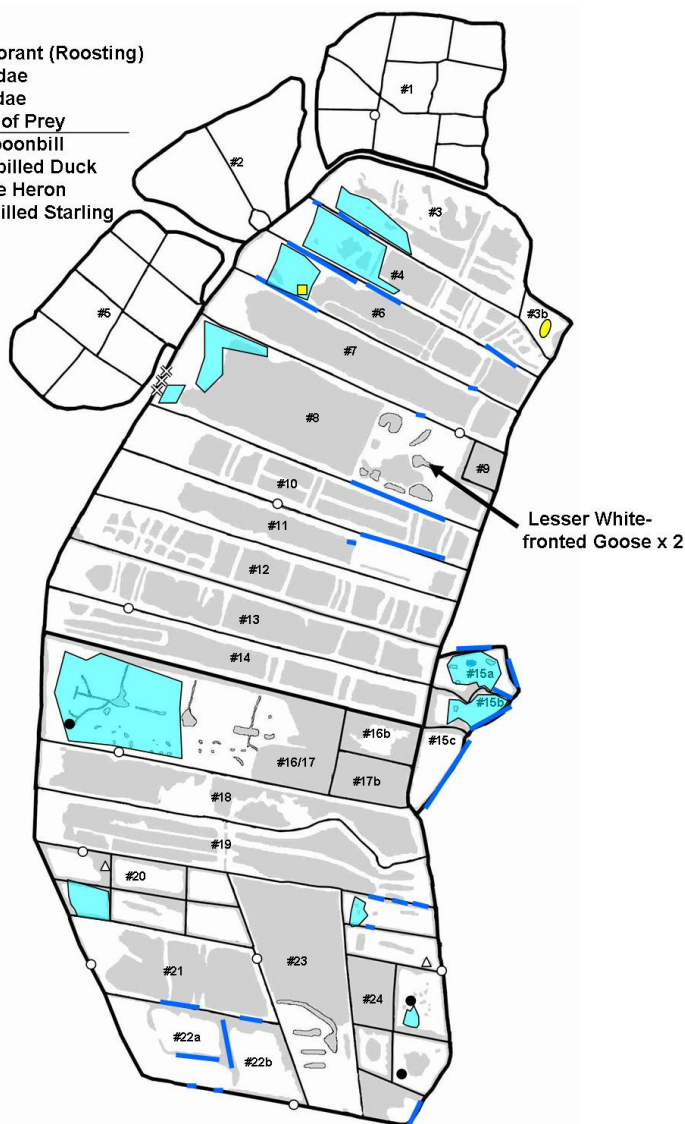 orant (Roosting)
dae
dae
of Prey
oonbill
billed Duck
e Heron
illed Starling
#1
#2
#3
#4
#3b
#5
#6
#7
#8
#9
#10
Lesser White-
fronted Goose x 2
#11
#12
#13
#14
#15a
#15b
#15c
#16b
#16/17
#17b
#18
#19
#20
#23
#21
#24
#22a
#22b